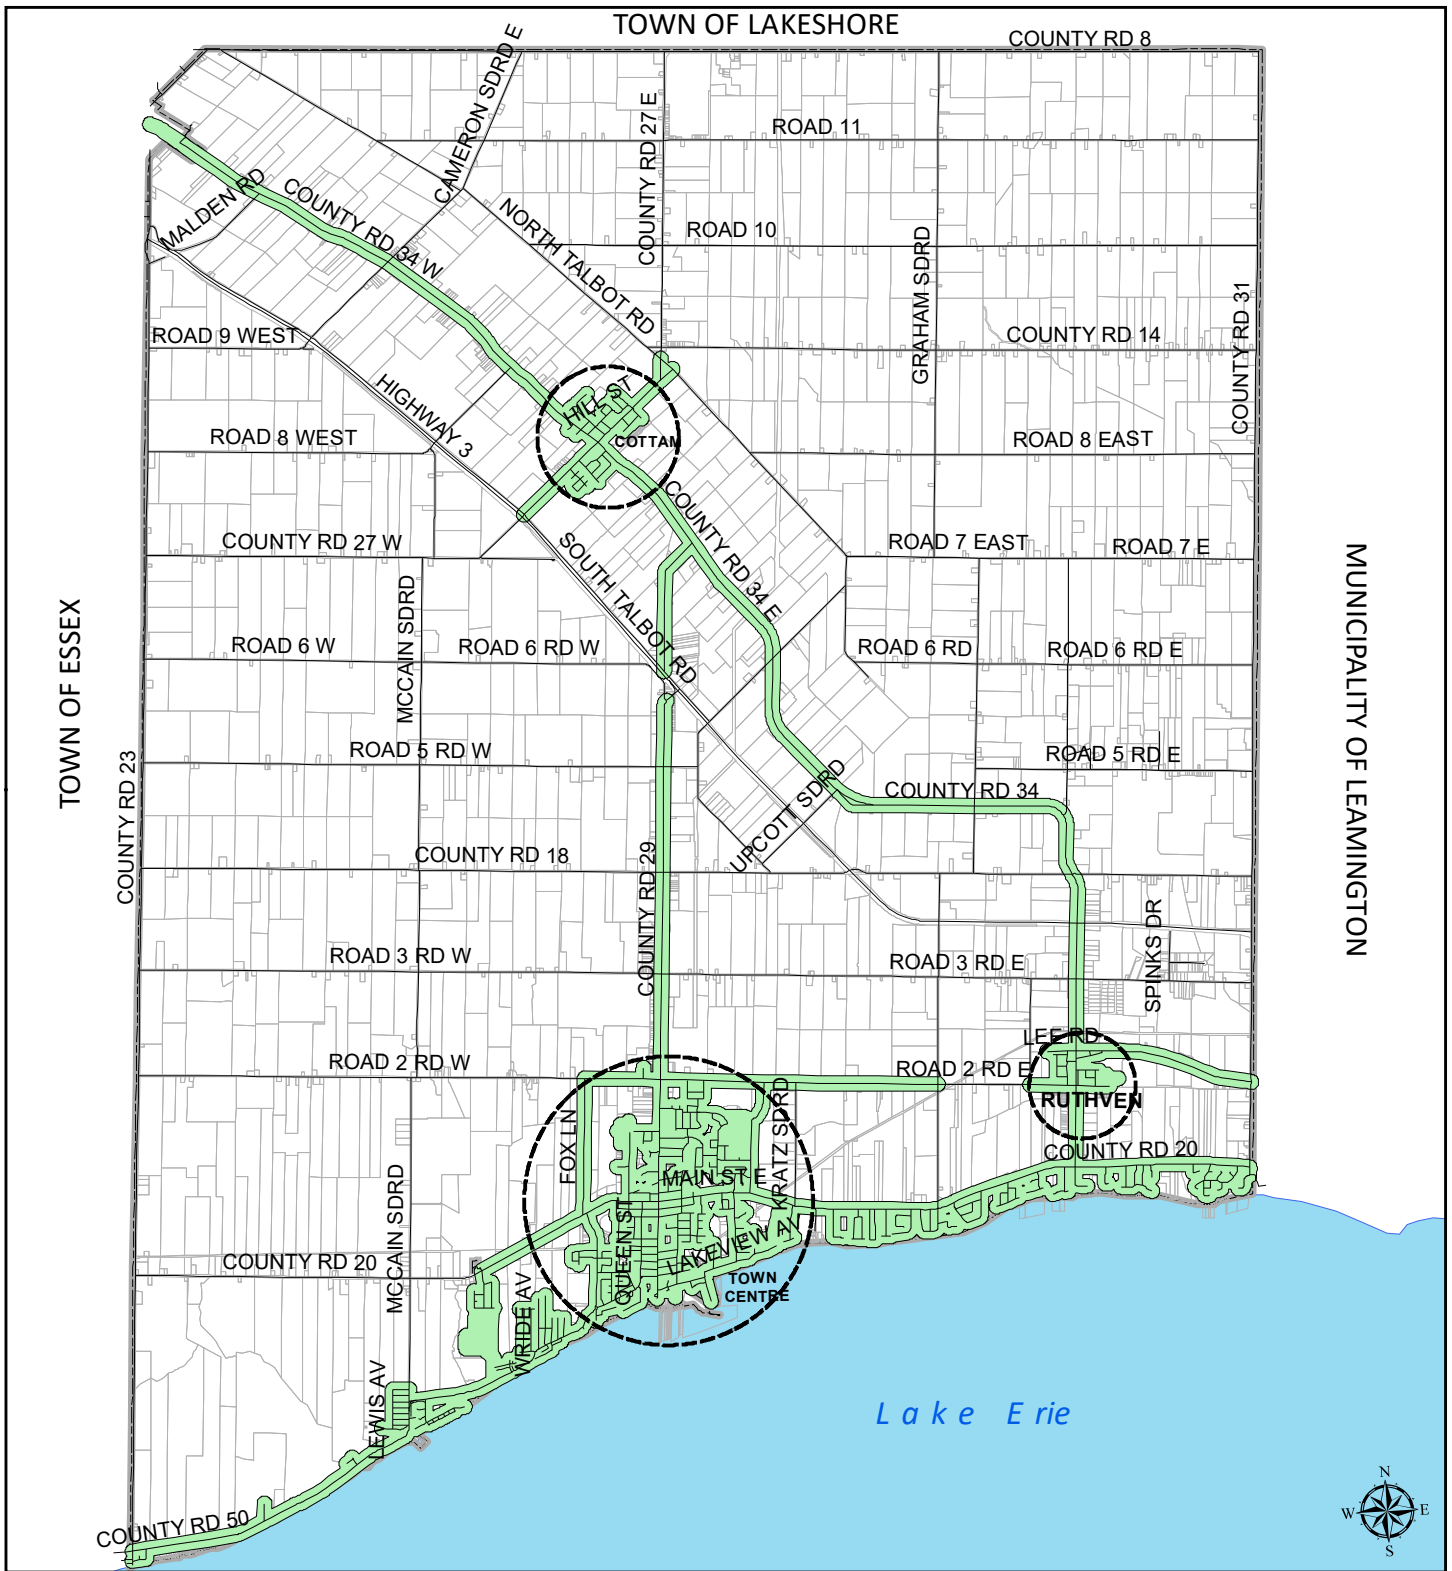 TOWN OF LAKESHORE
COUNTY RD 8
CAMERON SDRD E
COUNTY RD 27 E
ROAD 11
MALDEN RD
COUNTY RD 34 W
NORTH TALBOT RD
ROAD 10
GRAHAM SDRD
COUNTY RD 31
ROAD 9 WEST
COUNTY RD 14
HIGHWAY 3
HILL ST
COTTAM
ROAD 8 WEST
ROAD 8 EAST
COUNTY RD 27 W
SOUTH TALBOT RD
COUNTY RD 34 E
ROAD 7 EAST
ROAD 7 E
TOWN OF ESSEX
MUNICIPALITY OF LEAMINGTON
MCCAIN SDRD
ROAD 6 W
ROAD 6 RD W
ROAD 6 RD
ROAD 6 RD E
ROAD 5 RD W
ROAD 5 RD E
COUNTY RD 23
UPCOTT SDRD
COUNTY RD 34
COUNTY RD 18
COUNTY RD 29
SPINKS DR
ROAD 3 RD W
ROAD 3 RD E
LEE RD
ROAD 2 RD W
ROAD 2 RD E
RUTHVEN
FOX LN
KRATZ SDRD
COUNTY RD 20
MAIN ST E
MCCAIN SDRD
QUEEN ST
LAKEVIEW AV
COUNTY RD 20
TOWN
CENTRE
WRIDE AV
LEWIS AV
Lake Erie
COUNTY RD 50
N
W
E
S